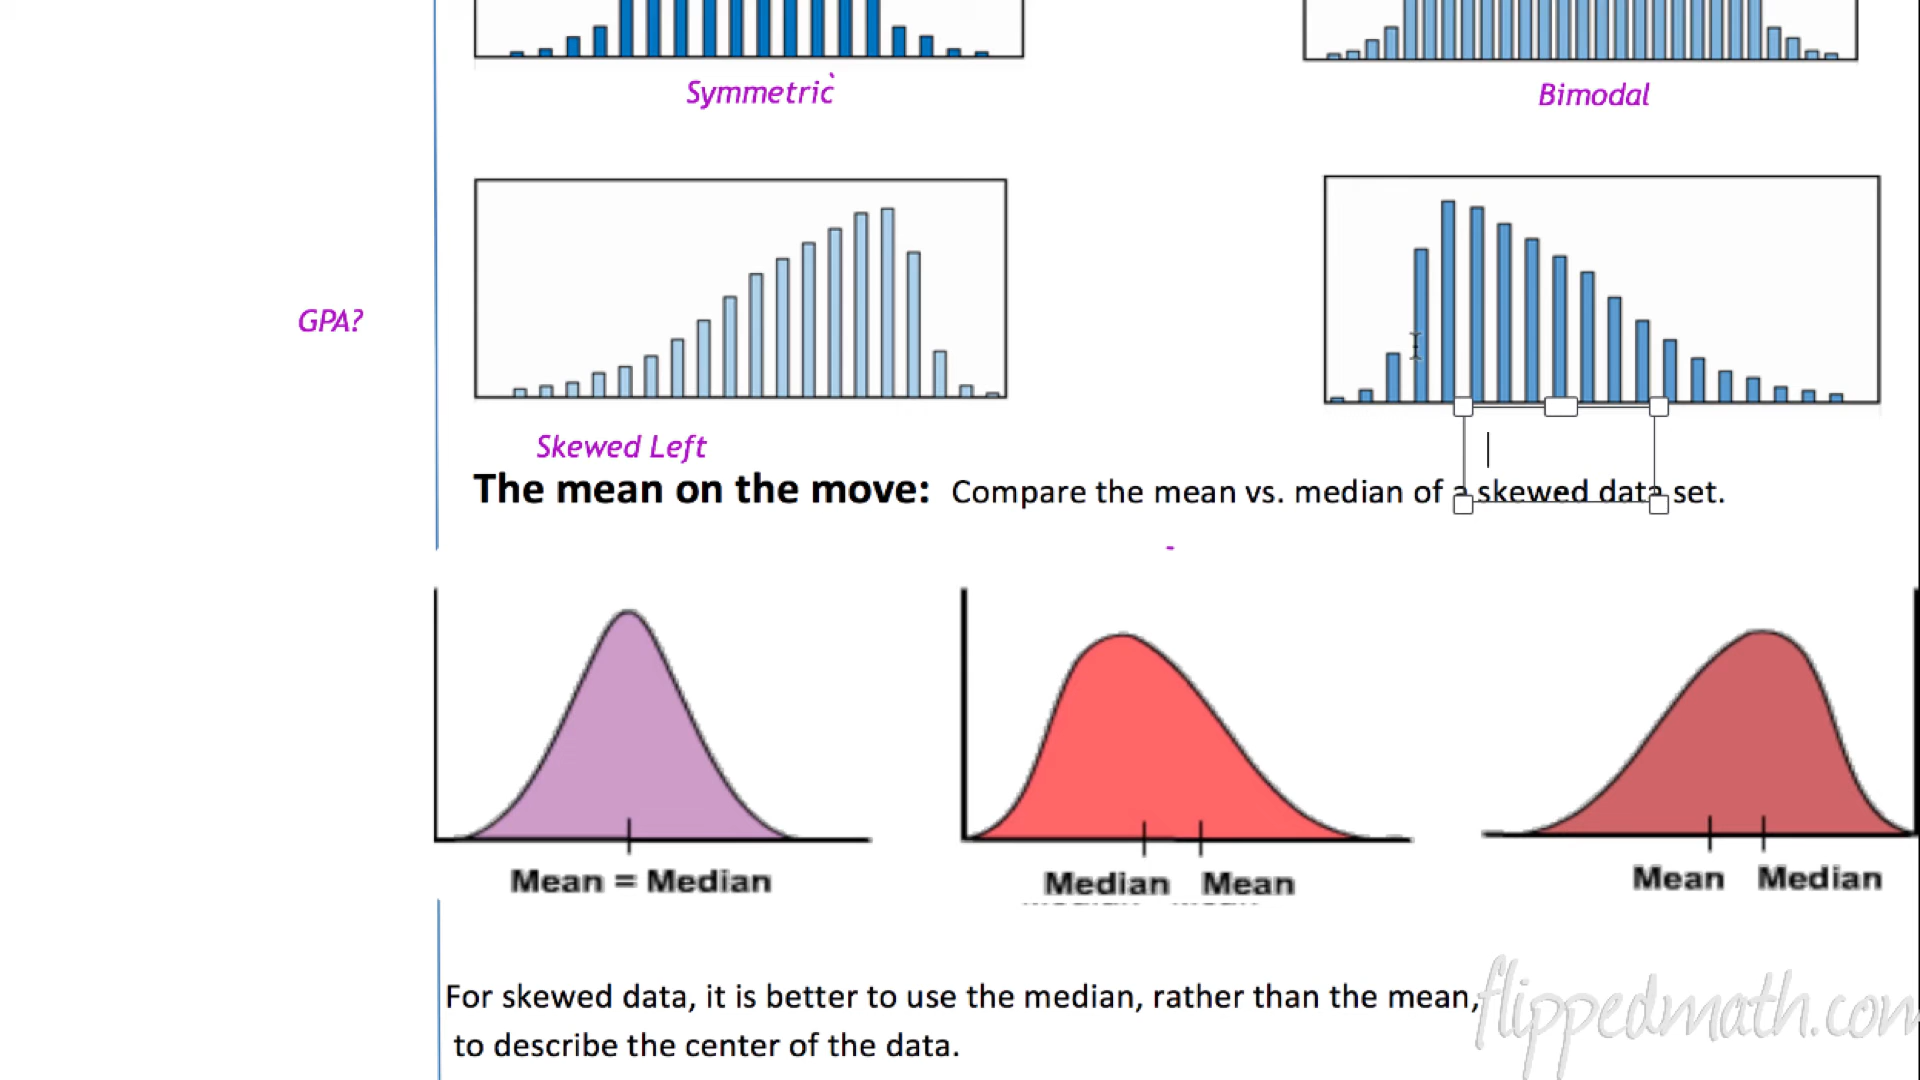 Symmetric
Bimodal
GPA?
Skewed Left
The mean on the move: Compare the mean vs. median of a skewed data set.
Mean = Median
Median Mean
Mean Median
For skewed data, it is better to use the median, rather than the mean,
to describe the center of the data.
flippedmath.com